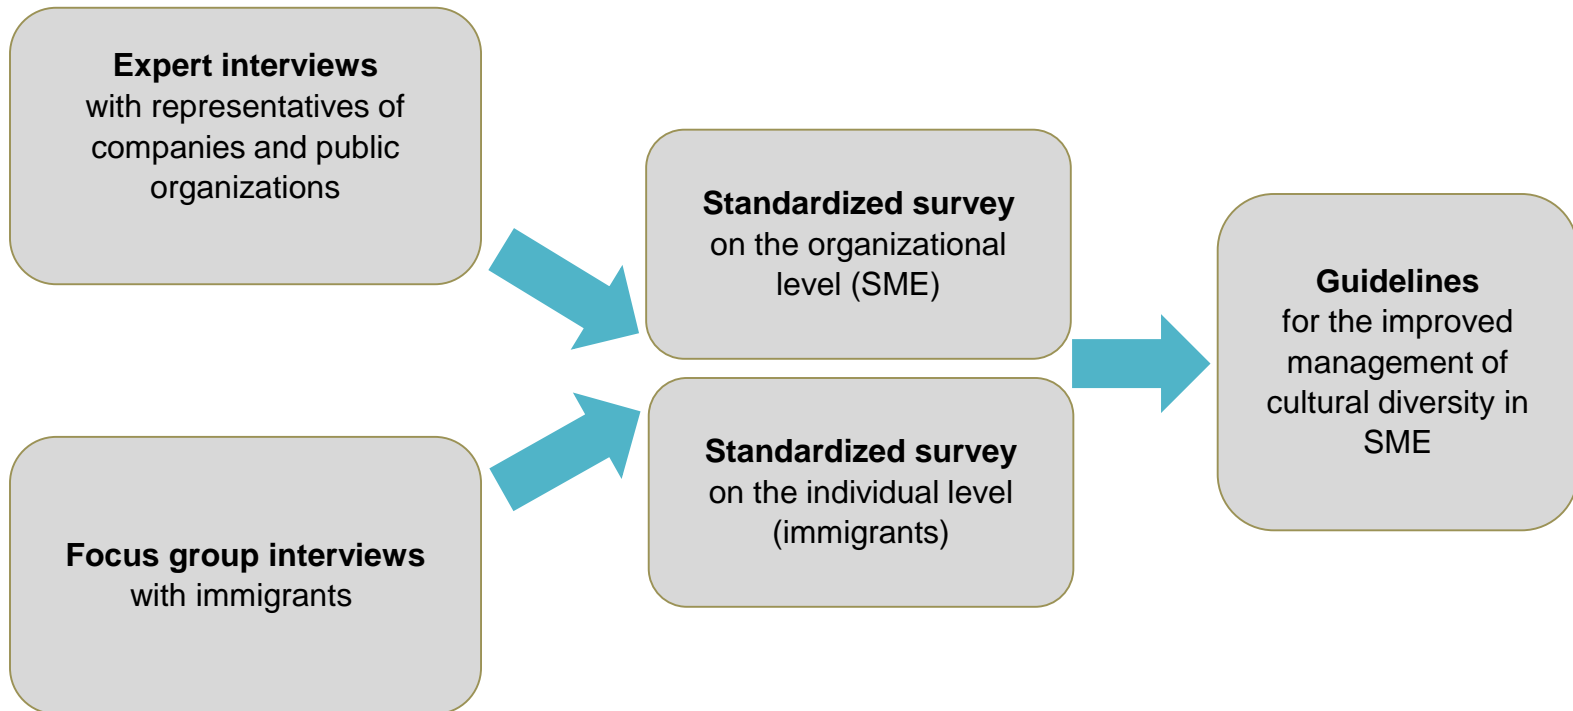 Expert interviews
with representatives of
companies and public
organizations
Standardized survey
on the organizational
level (SME)
Guidelines
for the improved
management of
cultural diversity in
SME
Standardized survey
on the individual level
(immigrants)
Focus group interviews
with immigrants